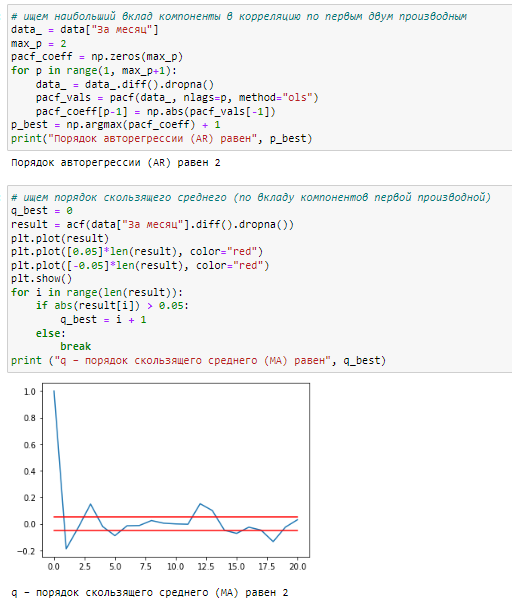 # ищем наибольший вклад компоненты в корреляцию по первым двум производным
data_ = data["За месяц"]
max_p = 2
pacf_coeff = np.zeros(max_p)
for p in range(1, max_p+1):
    data_ = data_.diff().dropna()
    pacf_vals = pacf(data_, nlags=p, method="ols")
    pacf_coeff[p-1] = np.abs(pacf_vals[-1])
p_best = np.argmax(pacf_coeff) + 1
print("Порядок авторегрессии (AR) равен", p_best)
Порядок авторегрессии (AR) равен 2
# ищем порядок скользящего среднего (по вкладу компонентов первой производной)
q_best = 0
result = acf(data["За месяц"].diff().dropna())
plt.plot(result)
plt.plot([0.05]*len(result), color="red")
plt.plot([-0.05]*len(result), color="red")
plt.show()
for i in range(len(result)):
    if abs(result[i]) > 0.05:
        q_best = i + 1
    else:
        break
print ("q – порядок скользящего среднего (MA) равен", q_best)
1.0
0.8
0.6
0.4
0.2
0.0
−0.2
0.0 2.5 5.0 7.5 10.0 12.5 15.0 17.5 20.0
q – порядок скользящего среднего (MA) равен 2